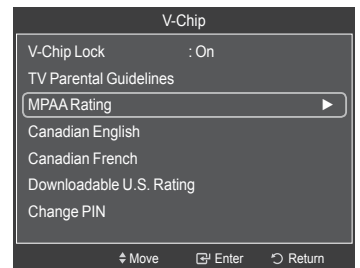 V-Chip
V-Chip Lock : On
TV Parental Guidelines
MPAA Rating
Canadian English
Canadian French
Downloadable U.S. Rating
Change PIN
Move Enter Return